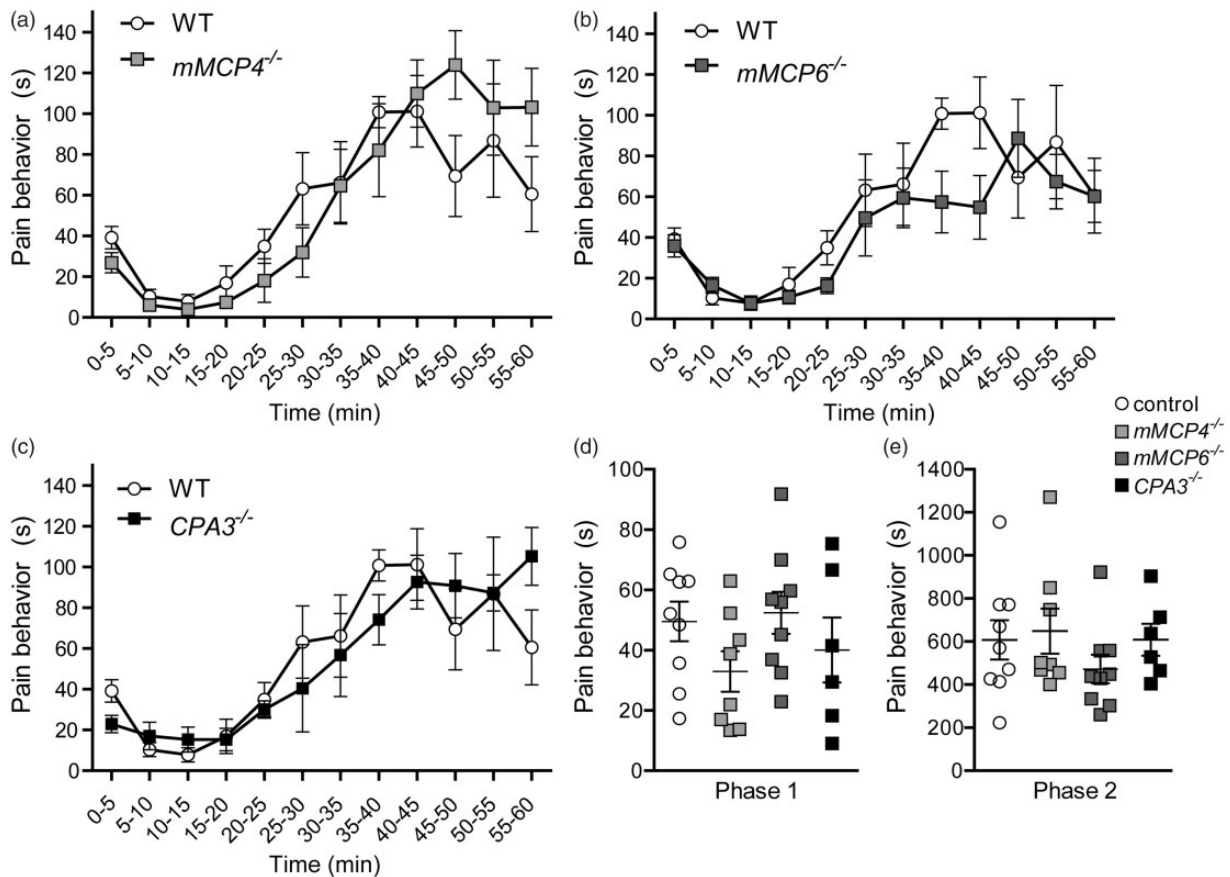 (a)
WT
mMCP4-/-
Pain behavior (s)
140
120
100
80
60
40
20
0
0-5
5-10
10-15
15-20
20-25
25-30
30-35
35-40
40-45
45-50
50-55
55-60
Time (min)
(b)
WT
mMCP6-/-
Pain behavior (s)
140
120
100
80
60
40
20
0
0-5
5-10
10-15
15-20
20-25
25-30
30-35
35-40
40-45
45-50
50-55
55-60
Time (min)
(c)
WT
CPA3-/-
Pain behavior (s)
140
120
100
80
60
40
20
0
0-5
5-10
10-15
15-20
20-25
25-30
30-35
35-40
40-45
45-50
50-55
55-60
Time (min)
(d)
Pain behavior (s)
100
80
60
40
20
0
Phase 1
control
mMCP4-/-
mMCP6-/-
CPA3-/-
(e)
Pain behavior (s)
1400
1200
1000
800
600
400
200
0
Phase 2